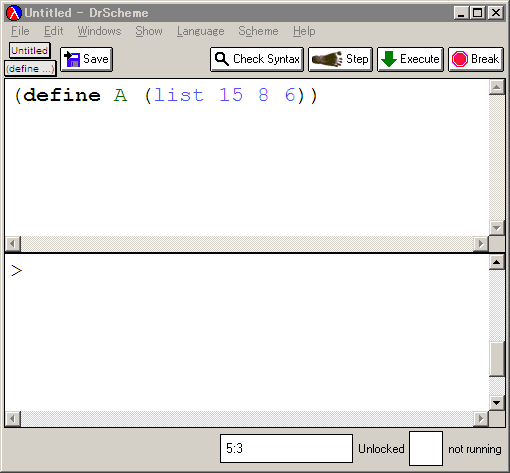 Untitled - DrScheme
File Edit Windows Show Language Scheme Help
Untitled
(define ...)
Save
Check Syntax
Step
Execute
Break
(define A (list 15 8 6))
>
5:3
Unlocked
not running